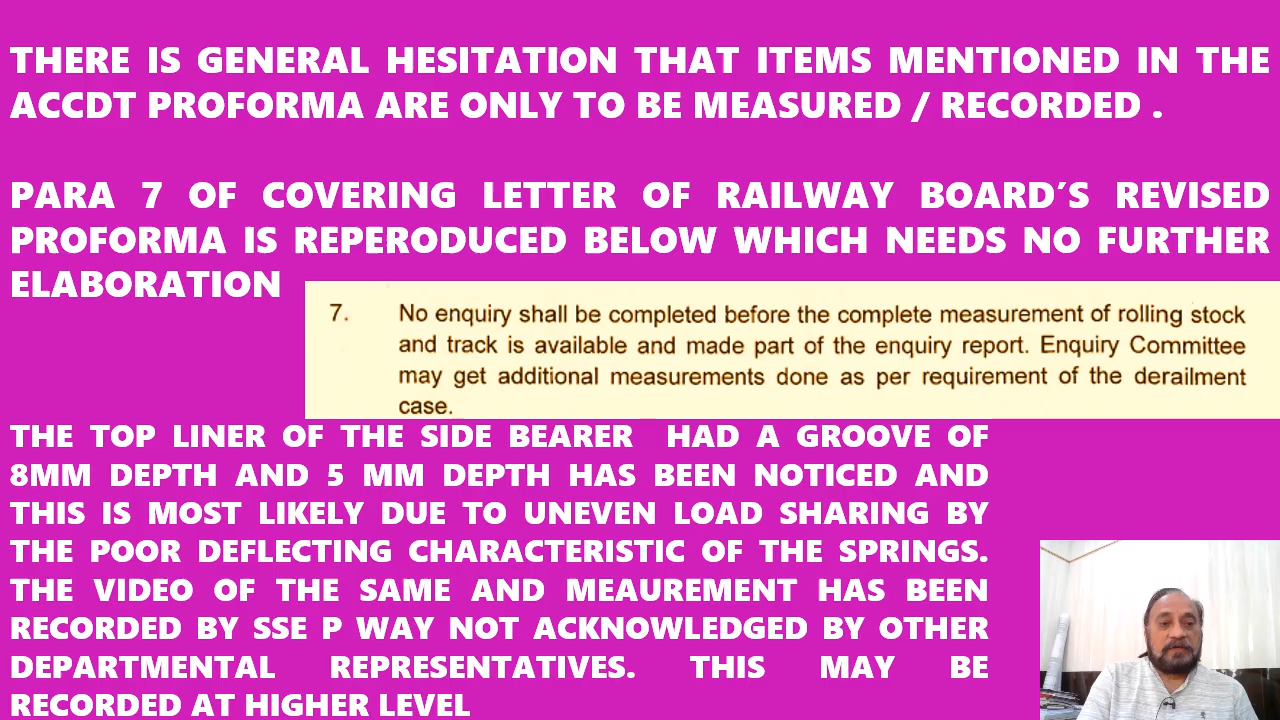 THERE IS GENERAL HESITATION THAT ITEMS MENTIONED IN THE
ACCDT PROFORMA ARE ONLY TO BE MEASURED / RECORDED .
PARA 7 OF COVERING LETTER OF RAILWAY BOARD’S REVISED
PROFORMA IS REPERODUCED BELOW WHICH NEEDS NO FURTHER
ELABORATION
7. No enquiry shall be completed before the complete measurement of rolling stock
and track is available and made part of the enquiry report. Enquiry Committee
may get additional measurements done as per requirement of the derailment
case.
THE TOP LINER OF THE SIDE BEARER HAD A GROOVE OF
8MM DEPTH AND 5 MM DEPTH HAS BEEN NOTICED AND
THIS IS MOST LIKELY DUE TO UNEVEN LOAD SHARING BY
THE POOR DEFLECTING CHARACTERISTIC OF THE SPRINGS.
THE VIDEO OF THE SAME AND MEAUREMENT HAS BEEN
RECORDED BY SSE P WAY NOT ACKNOWLEDGED BY OTHER
DEPARTMENTAL REPRESENTATIVES. THIS MAY BE
RECORDED AT HIGHER LEVEL